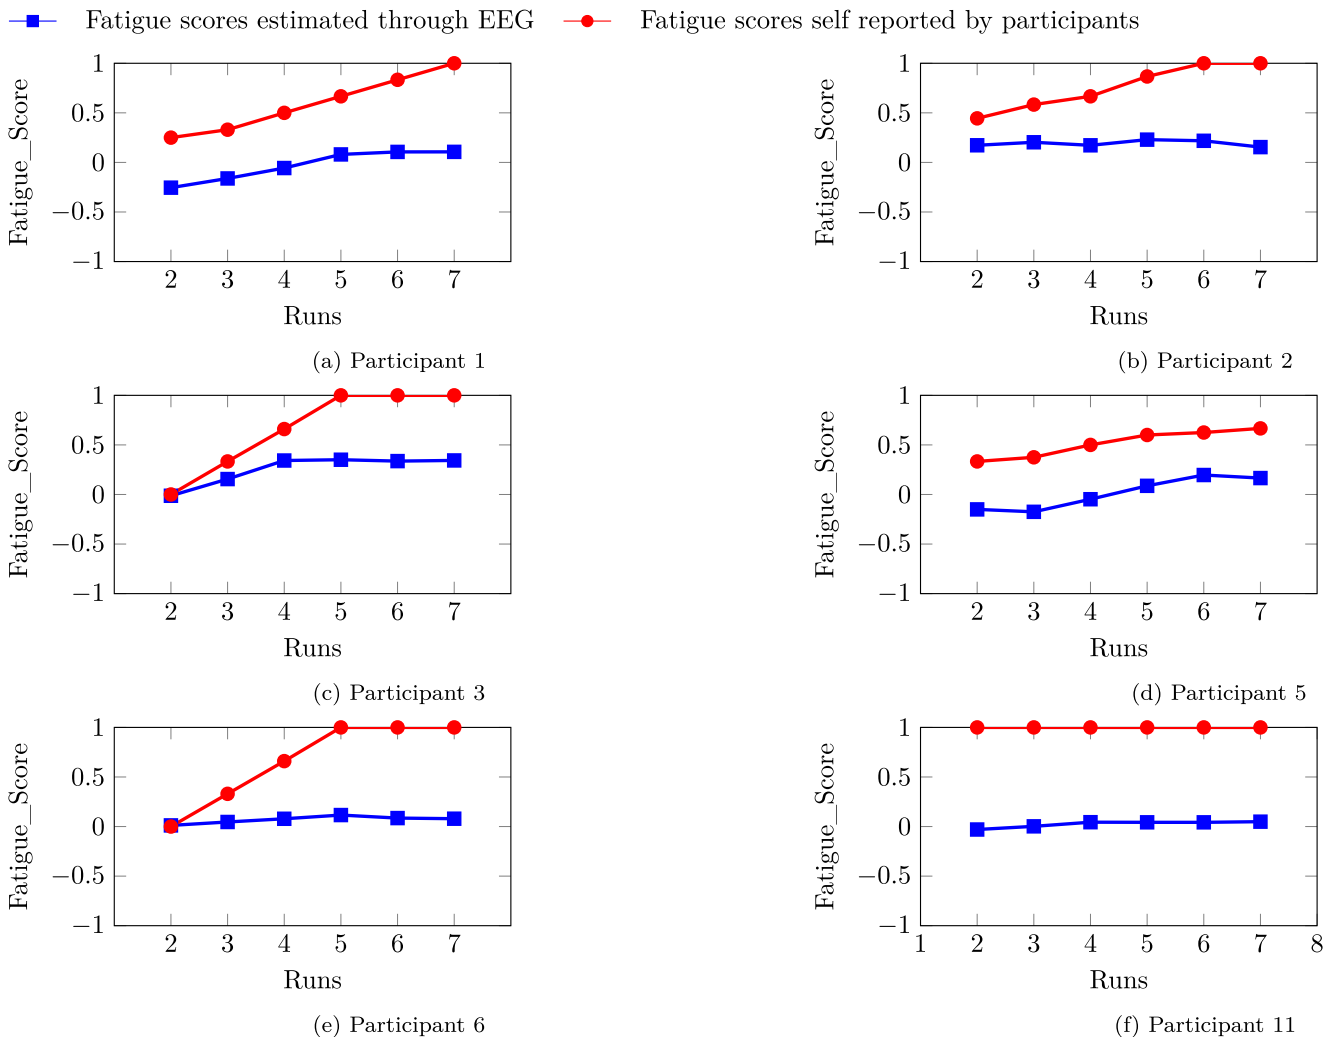 Fatigue scores estimated through EEG Fatigue scores self reported by participants
Fatigue_Score
1
0.5
0
−0.5
−1
2 3 4 5 6 7
Runs
(a) Participant 1
Fatigue_Score
1
0.5
0
−0.5
−1
2 3 4 5 6 7
Runs
(b) Participant 2
Fatigue_Score
1
0.5
0
−0.5
−1
2 3 4 5 6 7
Runs
(c) Participant 3
Fatigue_Score
1
0.5
0
−0.5
−1
2 3 4 5 6 7
Runs
(d) Participant 5
Fatigue_Score
1
0.5
0
−0.5
−1
2 3 4 5 6 7
Runs
(e) Participant 6
Fatigue_Score
1
0.5
0
−0.5
−1
1 2 3 4 5 6 7 8
Runs
(f) Participant 11